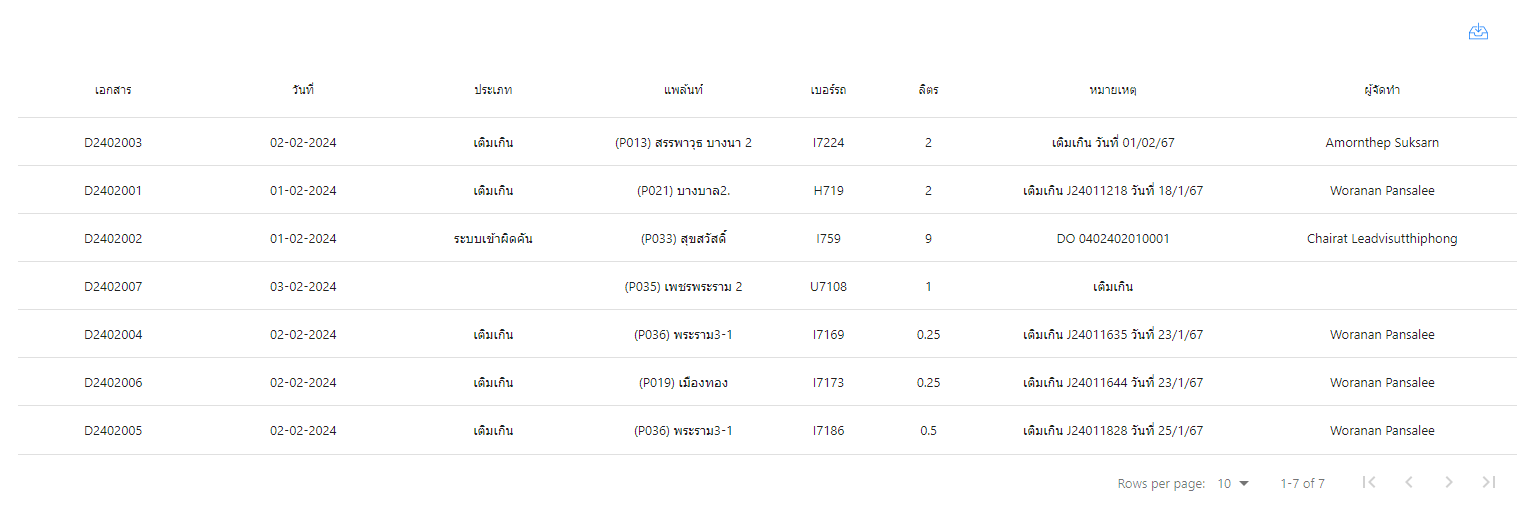 เอกสาร วันที่ ประเภท แพล้นท์ เบอร์รถ ลิตร หมายเหตุ ผู้จัดทำ
D2402003 02-02-2024 เติมเกิน (P013) สรรพาวุธ บางนา 2 I7224 2 เติมเกิน วันที่ 01/02/67 Amornthep Suksarn
D2402001 01-02-2024 เติมเกิน (P021) บางบาล2. H719 2 เติมเกิน J24011218 วันที่ 18/1/67 Woranan Pansalee
D2402002 01-02-2024 ระบบเข้าผิดคัน (P033) สุขสวัสดิ์ I759 9 DO 0402402010001 Chairat Leadvisutthiphong
D2402007 03-02-2024 (P035) เพชรพระราม 2 U7108 1 เติมเกิน
D2402004 02-02-2024 เติมเกิน (P036) พระราม3-1 I7169 0.25 เติมเกิน J24011635 วันที่ 23/1/67 Woranan Pansalee
D2402006 02-02-2024 เติมเกิน (P019) เมืองทอง I7173 0.25 เติมเกิน J24011644 วันที่ 23/1/67 Woranan Pansalee
D2402005 02-02-2024 เติมเกิน (P036) พระราม3-1 I7186 0.5 เติมเกิน J24011828 วันที่ 25/1/67 Woranan Pansalee
Rows per page: 10 1-7 of 7